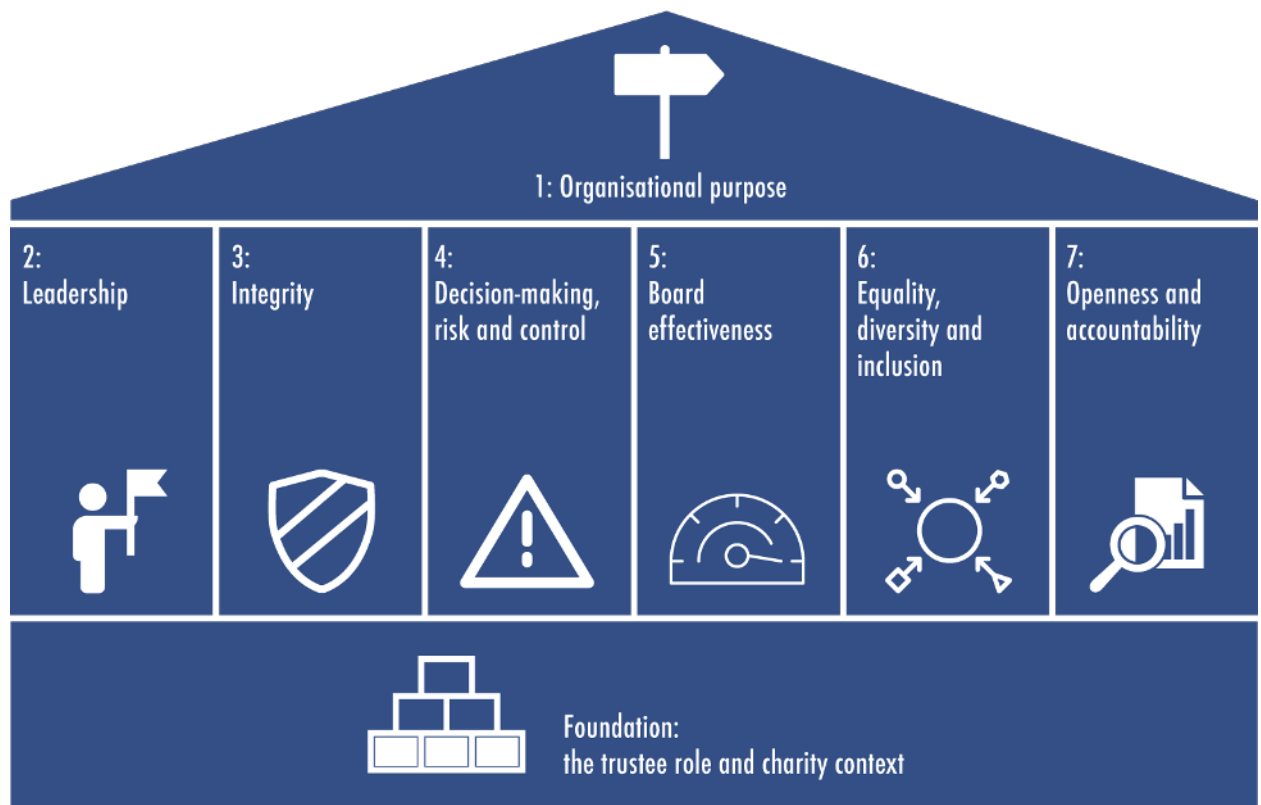 1: Organisational purpose
2:
Leadership
3:
Integrity
4:
Decision-making,
risk and control
5:
Board
effectiveness
6:
Equality,
diversity and
inclusion
7:
Openness and
accountability
Foundation:
the trustee role and charity context